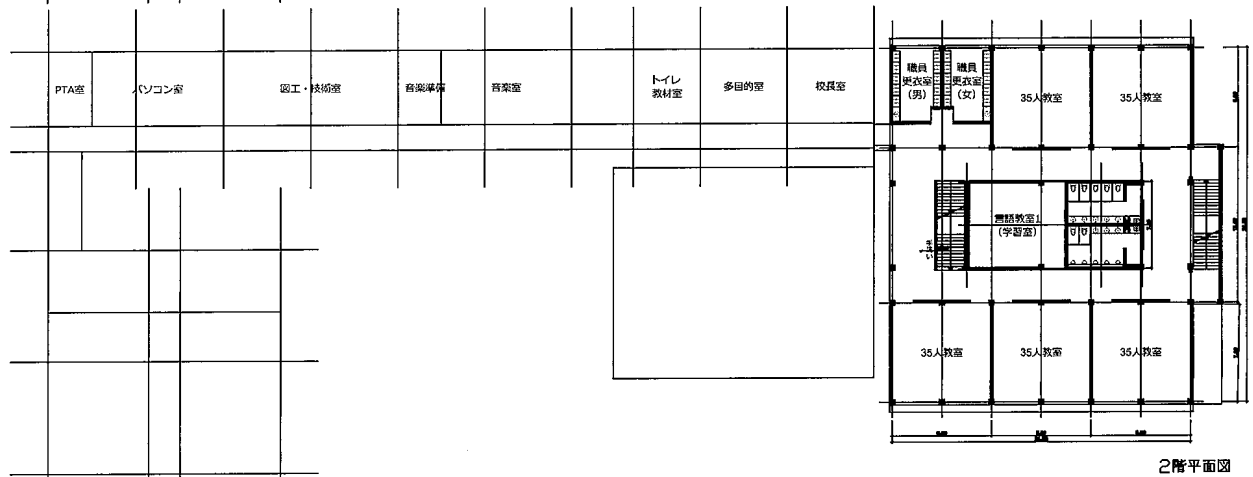 PTA室
パソコン室
図工・技術室
音楽準備
音楽室
トイレ
教材室
多目的室
校長室
職員
更衣室
(男)
職員
更衣室
(女)
35人教室
35人教室
言語教室1
(学習室)
35人教室
35人教室
35人教室
2階平面図